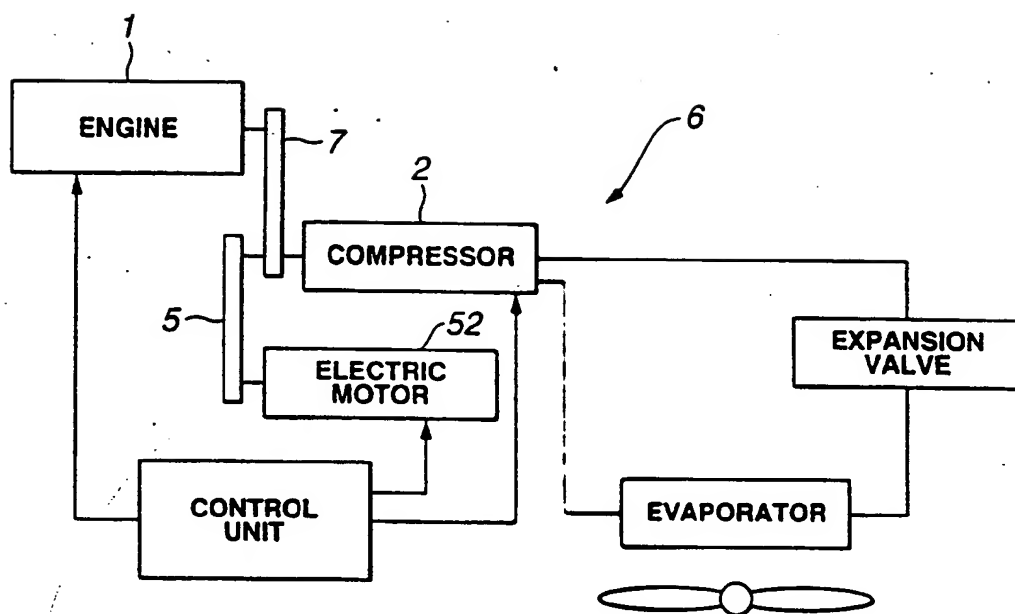 1
ENGINE
7
6
2
COMPRESSOR
5
52
ELECTRIC
MOTOR
EXPANSION
VALVE
CONTROL
UNIT
EVAPORATOR